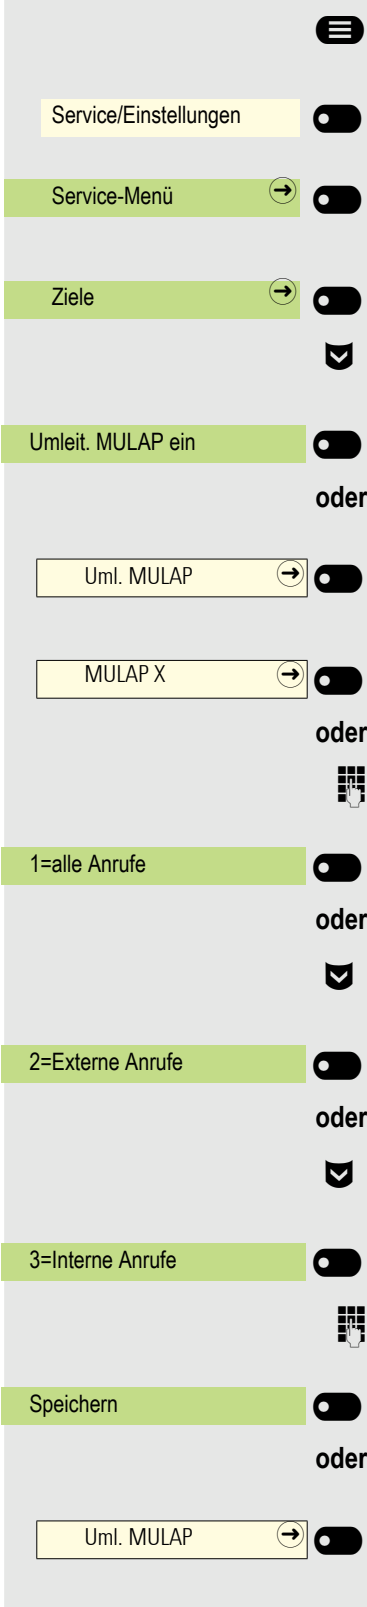 Service/Einstellungen
Service-Menü
Ziele
Umleit. MULAP ein
oder
Uml. MULAP
MULAP X
oder
1=alle Anrufe
oder
2=Externe Anrufe
oder
3=Interne Anrufe
Speichern
oder
Uml. MULAP